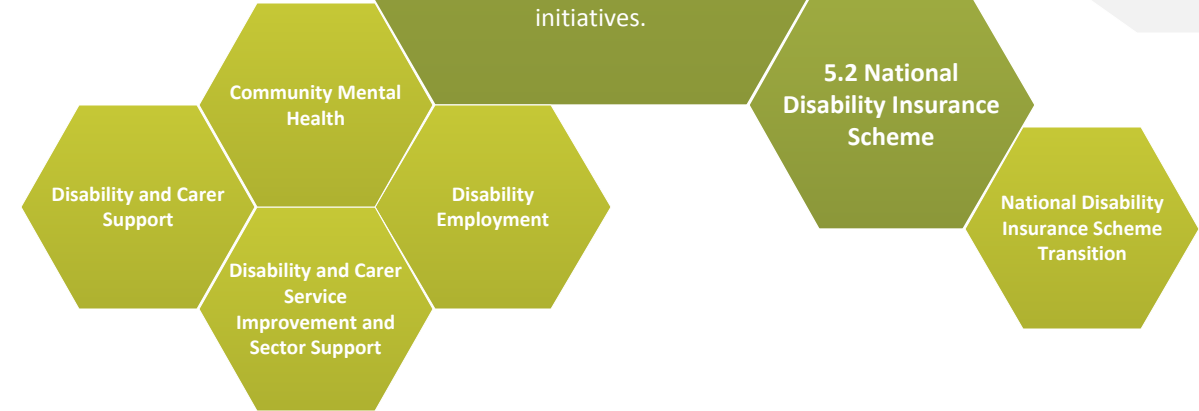 initiatives.
5.2 National
Disability Insurance
Scheme
Community Mental
Health
Disability and Carer
Support
Disability
Employment
National Disability
Insurance Scheme
Transition
Disability and Carer
Service
Improvement and
Sector Support